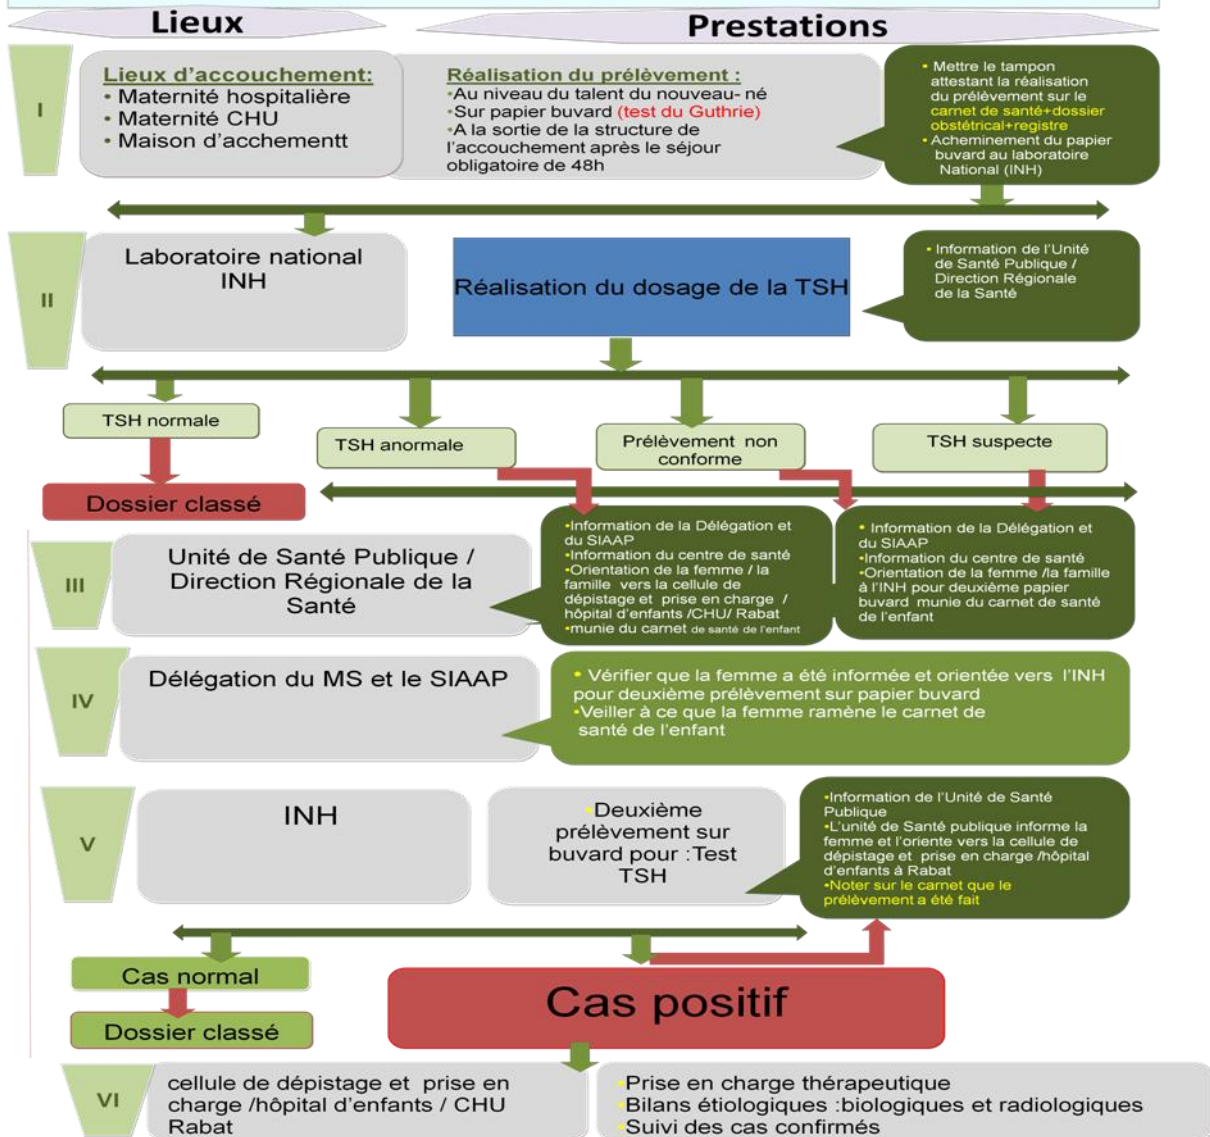 Lieux
Prestations
I
Lieux d'accouchement:
• Maternité hospitalière
• Maternité CHU
• Maison d'acchementt
Réalisation du prélèvement :
•Au niveau du talent du nouveau- né
•Sur papier buvard (test du Guthrie)
•A la sortie de la structure de
l'accouchement après le séjour
obligatoire de 48h
• Mettre le tampon
attestant la réalisation
du prélèvement sur le
carnet de santé+dossier
obstétrical+registre
• Acheminement du papier
buvard au laboratoire
National (INH)
II
Laboratoire national
INH
Réalisation du dosage de la TSH
• Information de l'Unité
de Santé Publique /
Direction Régionale
de la Santé
TSH normale
TSH anormale
Prélèvement non
conforme
TSH suspecte
Dossier classé
III
Unité de Santé Publique /
Direction Régionale de la
Santé
•Information de la Délégation et
du SIAAP
•Information du centre de santé
•Orientation de la femme / la
famille vers la cellule de
dépistage et prise en charge /
hôpital d'enfants /CHU/ Rabat
• munie du carnet de santé de l'enfant
• Information de la Délégation et
du SIAAP
•Information du centre de santé
•Orientation de la femme /la famille
à l'INH pour deuxième papier
buvard munie du carnet de santé
de l'enfant
IV
Délégation du MS et le SIAAP
• Vérifier que la femme a été informée et orientée vers l'INH
pour deuxième prélèvement sur papier buvard
•Veiller à ce que la femme ramène le carnet de
santé de l'enfant
V
INH
•Deuxième
prélèvement sur
buvard pour :Test
TSH
•Information de l'Unité de Santé
Publique
•L'unité de Santé publique informe la
femme et l'oriente vers la cellule de
dépistage et prise en charge /hôpital
d'enfants à Rabat
•Noter sur le carnet que le
prélèvement a été fait
Cas normal
Cas positif
Dossier classé
VI
cellule de dépistage et prise en
charge /hôpital d'enfants / CHU
Rabat
•Prise en charge thérapeutique
•Bilans étiologiques :biologiques et radiologiques
•Suivi des cas confirmés